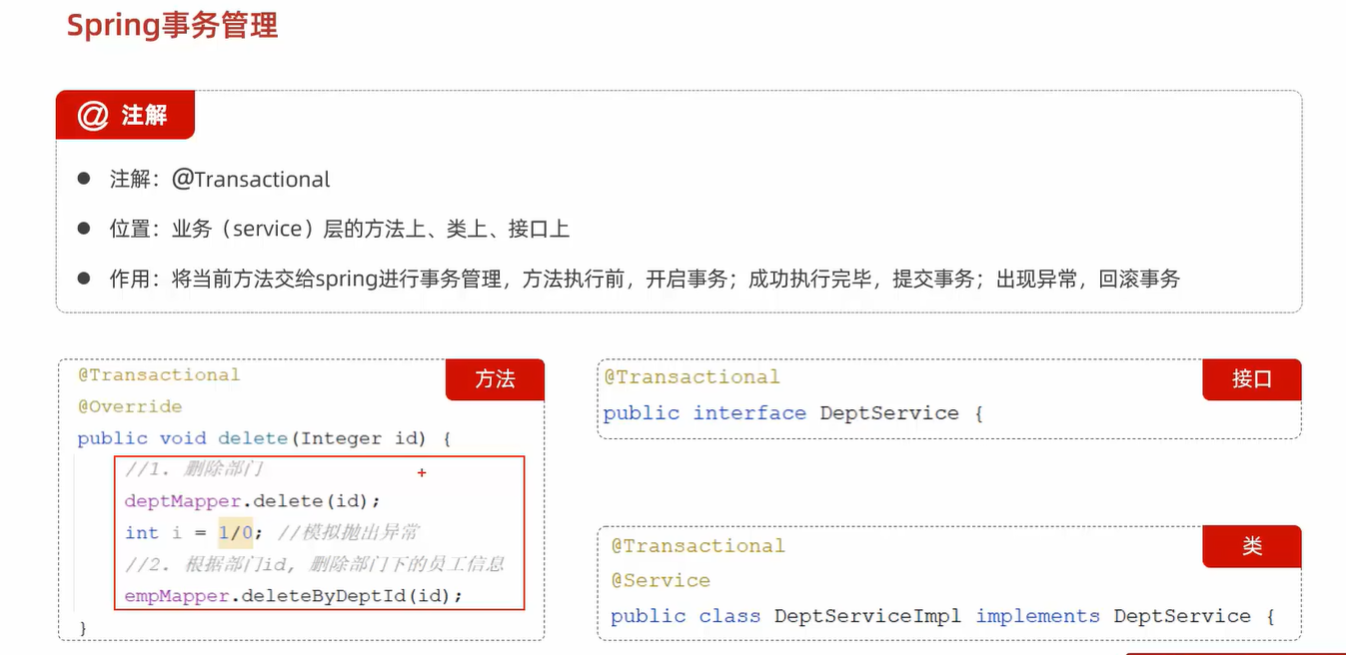 Spring事务管理
@ 注解
● 注解：@Transactional
● 位置：业务（service）层的方法上、类上、接口上
● 作用：将当前方法交给spring进行事务管理，方法执行前，开启事务；成功执行完毕，提交事务；出现异常，回滚事务
方法
@Transactional
@Override
public void delete(Integer id) {
//1. 删除部门
deptMapper.delete(id);
int i = 1/0; //模拟抛出异常
//2. 根据部门id, 删除部门下的员工信息
empMapper.deleteByDeptId(id);
}
接口
@Transactional
public interface DeptService {
类
@Transactional
@Service
public class DeptServiceImpl implements DeptService {